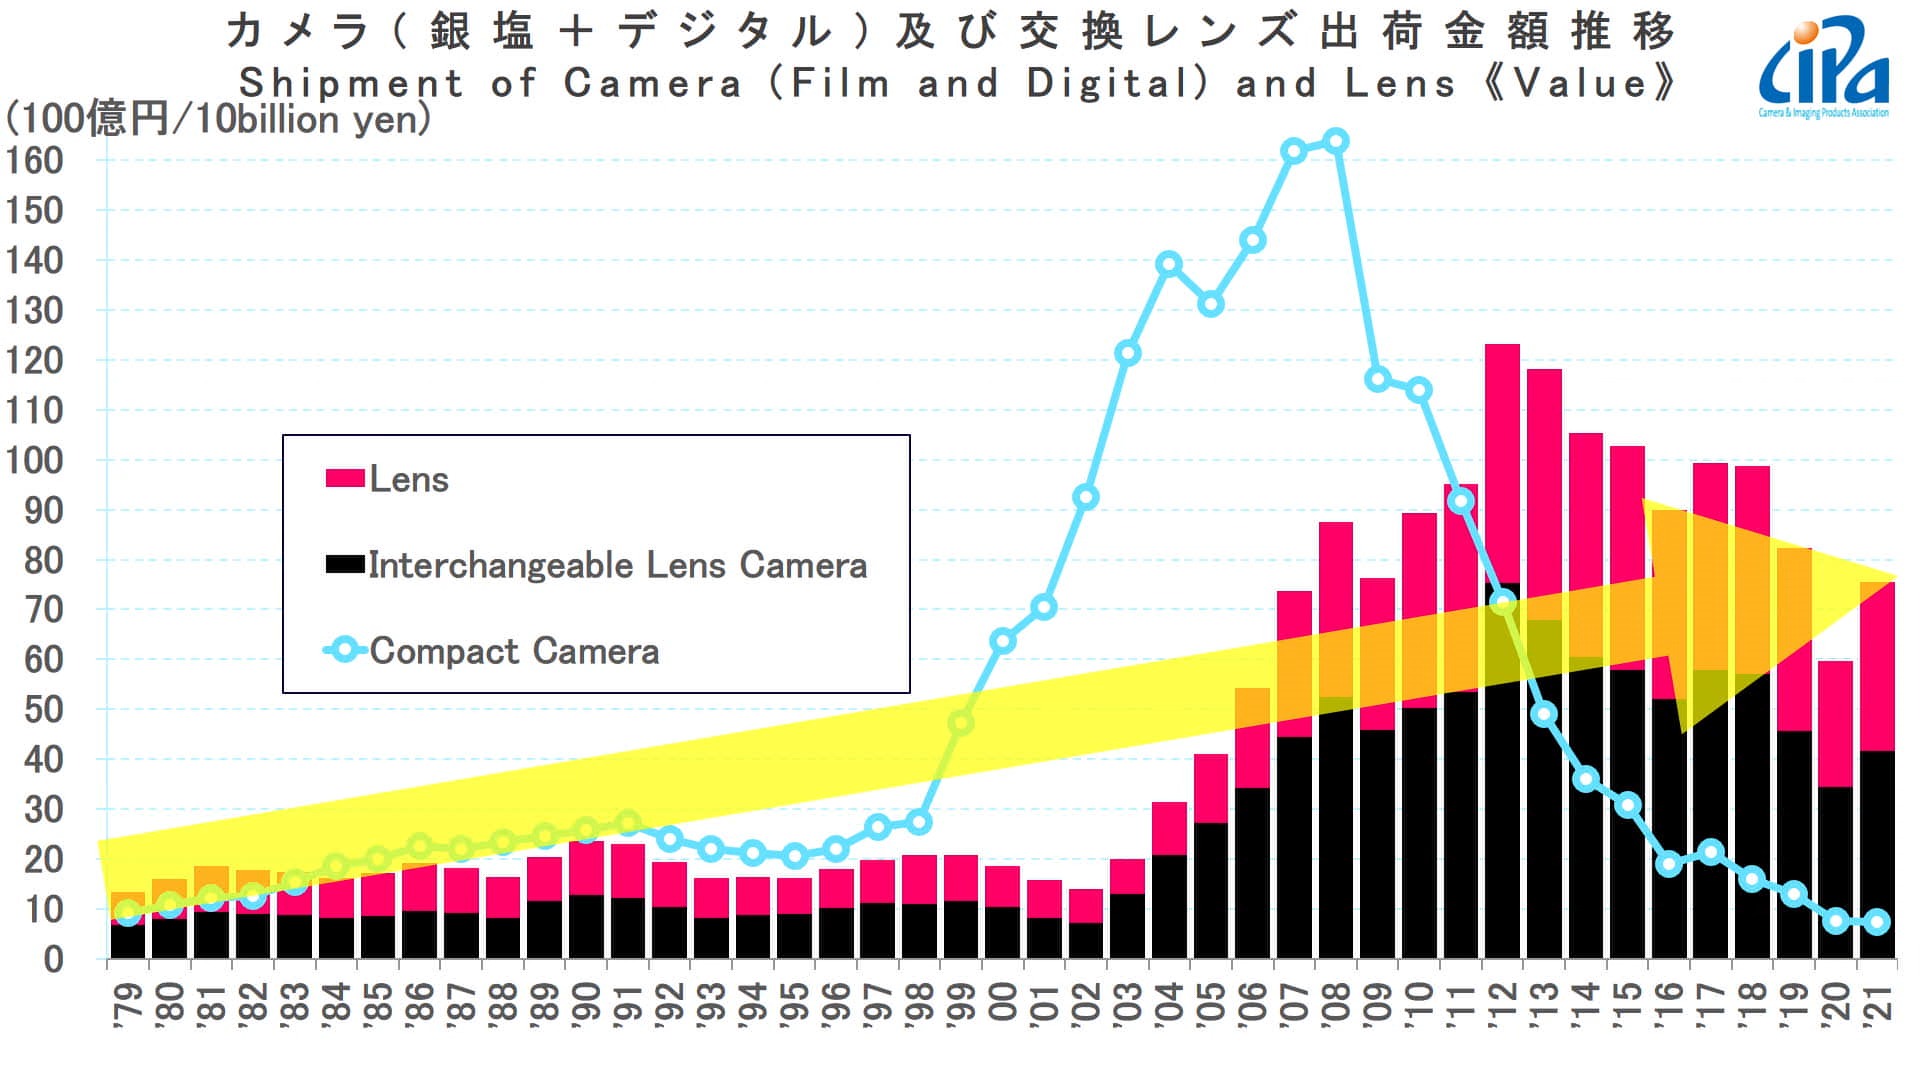 カメラ(銀塩＋デジタル)及び交換レンズ出荷金額推移
Shipment of Camera (Film and Digital) and Lens《Value》
CIPA
Camera & Imaging Products Association
(100億円/10billion yen)
160
150
140
130
120
110
100
90
80
70
60
50
40
30
20
10
0
Lens
Interchangeable Lens Camera
Compact Camera
'79 '80 '81 '82 '83 '84 '85 '86 '87 '88 '89 '90 '91 '92 '93 '94 '95 '96 '97 '98 '99 00 '01 '02 '03 '04 '05 '06 '07 '08 '09 '10 '11 '12 '13 '14 '15 '16 '17 '18 '19 '20 '21